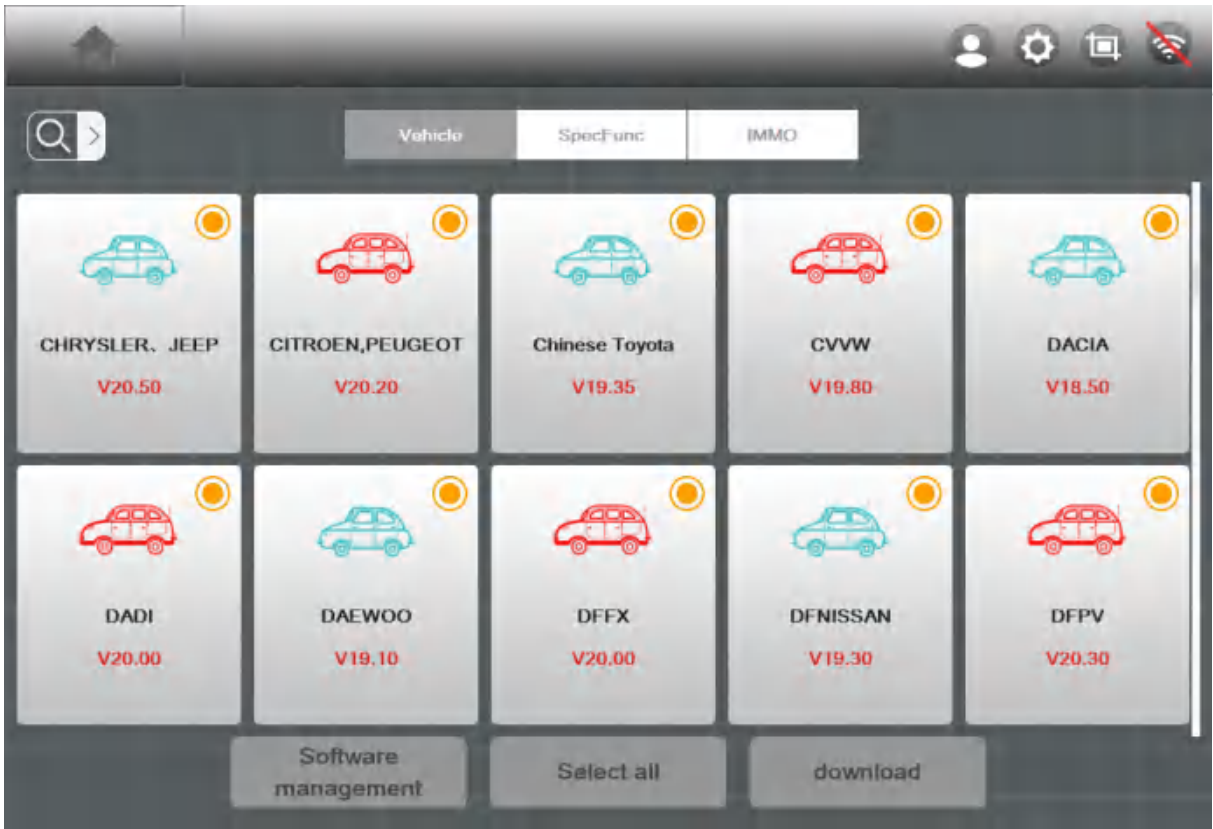 Vehicle
SpecFunc
IMMO
CHRYSLER、JEEP
CITROEN,PEUGEOT
Chinese Toyota
CVVW
DACIA
V20.50
V20.20
V19.35
V19.80
V18.50
DADI
DAEWOO
DFFX
DFNISSAN
DFPV
V20.00
V19.10
V20.00
V19.30
V20.30
Software
management
Select all
download